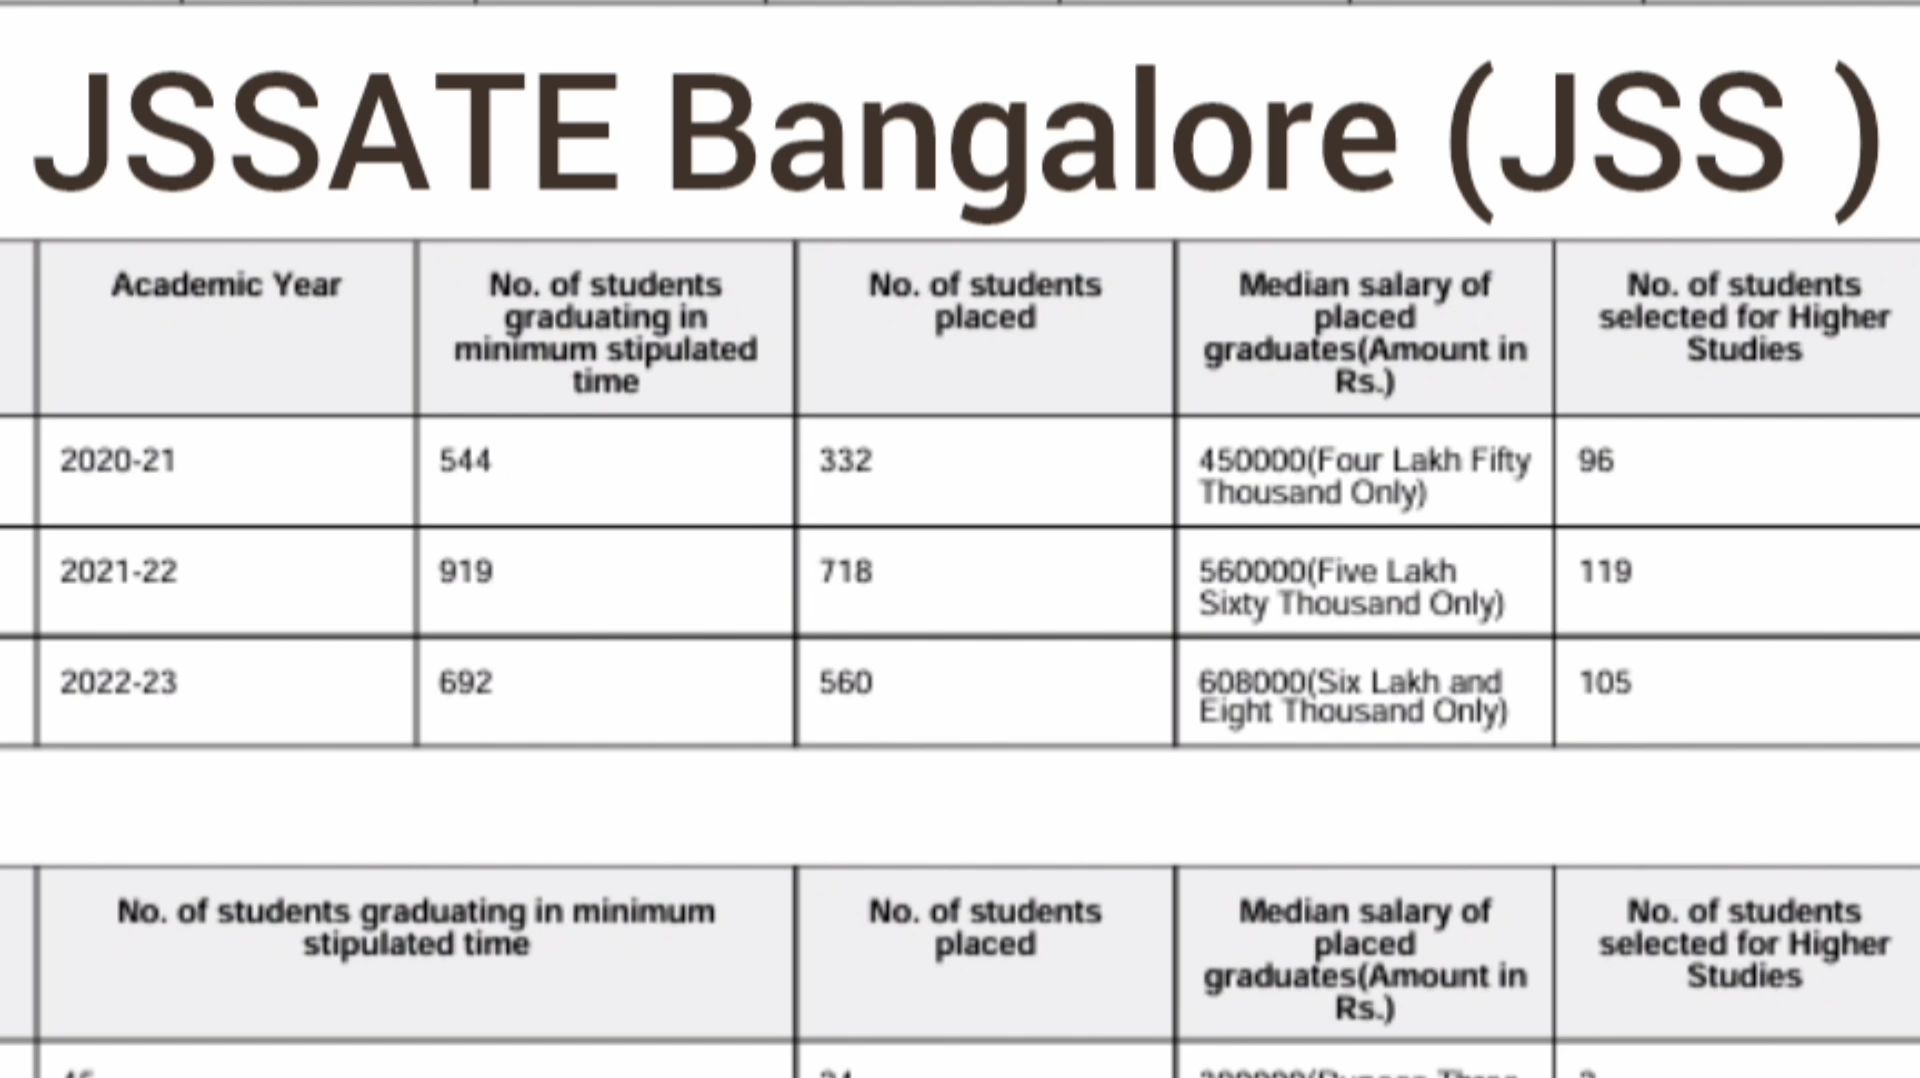 JSSATE Bangalore (JSS )
Academic Year
No. of students
graduating in
minimum stipulated
time
No. of students
placed
Median salary of
placed
graduates(Amount in
Rs.)
No. of students
selected for Higher
Studies
2020-21
544
332
450000(Four Lakh Fifty
Thousand Only)
96
2021-22
919
718
560000(Five Lakh
Sixty Thousand Only)
119
2022-23
692
560
608000(Six Lakh and
Eight Thousand Only)
105
No. of students graduating in minimum
stipulated time
No. of students
placed
Median salary of
placed
graduates(Amount in
Rs.)
No. of students
selected for Higher
Studies